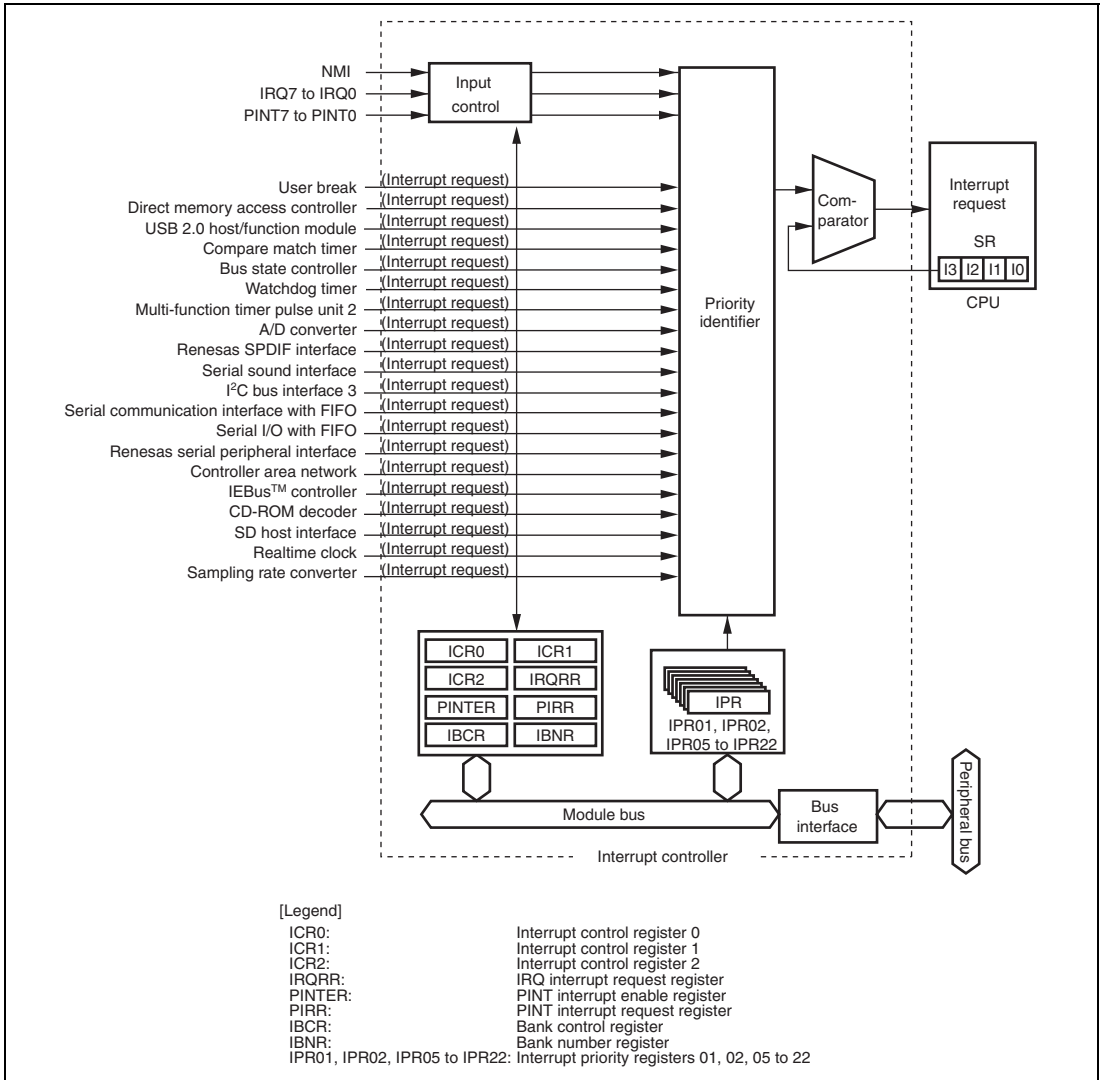 NMI
IRQ7 to IRQ0
PINT7 to PINT0
Input
control
User break (Interrupt request)
Direct memory access controller (Interrupt request)
USB 2.0 host/function module (Interrupt request)
Compare match timer (Interrupt request)
Bus state controller (Interrupt request)
Watchdog timer (Interrupt request)
Multi-function timer pulse unit 2 (Interrupt request)
A/D converter (Interrupt request)
Renesas SPDIF interface (Interrupt request)
Serial sound interface (Interrupt request)
I²C bus interface 3 (Interrupt request)
Serial communication interface with FIFO (Interrupt request)
Serial I/O with FIFO (Interrupt request)
Renesas serial peripheral interface (Interrupt request)
Controller area network (Interrupt request)
IEBus™ controller (Interrupt request)
CD-ROM decoder (Interrupt request)
SD host interface (Interrupt request)
Realtime clock (Interrupt request)
Sampling rate converter (Interrupt request)
Priority
identifier
Com-
parator
Interrupt
request
SR
I3 I2 I1 I0
CPU
ICR0 ICR1
ICR2 IRQRR
PINTER PIRR
IBCR IBNR
IPR
IPR01, IPR02,
IPR05 to IPR22
Module bus
Bus
interface
Peripheral bus
Interrupt controller
[Legend]
ICR0: Interrupt control register 0
ICR1: Interrupt control register 1
ICR2: Interrupt control register 2
IRQRR: IRQ interrupt request register
PINTER: PINT interrupt enable register
PIRR: PINT interrupt request register
IBCR: Bank control register
IBNR: Bank number register
IPR01, IPR02, IPR05 to IPR22: Interrupt priority registers 01, 02, 05 to 22